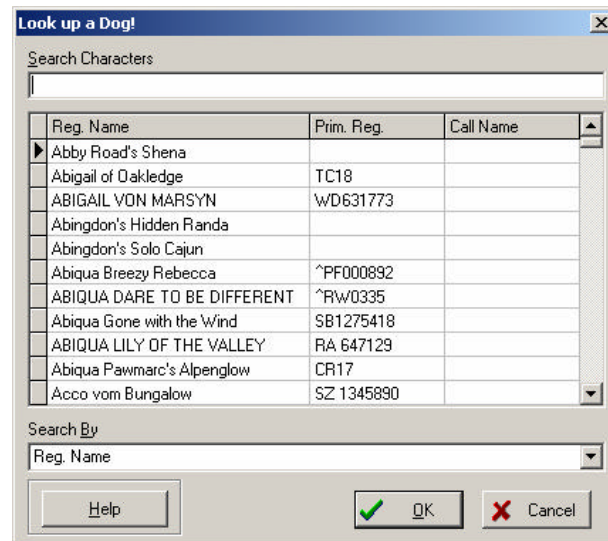 Look up a Dog!
Search Characters
Reg. Name Prim. Reg. Call Name
Abby Road's Shena
Abigail of Oakledge TC18
ABIGAIL VON MARSYN WD631773
Abingdon's Hidden Randa
Abingdon's Solo Cajun
Abiqua Breezy Rebecca ^PF000892
ABIQUA DARE TO BE DIFFERENT ^RW0335
Abiqua Gone with the Wind SB1275418
ABIQUA LILY OF THE VALLEY RA 647129
Abiqua Pawmarc's Alpenglow CR17
Acco vom Bungalow SZ 1345890
Search By
Reg. Name
Help OK Cancel